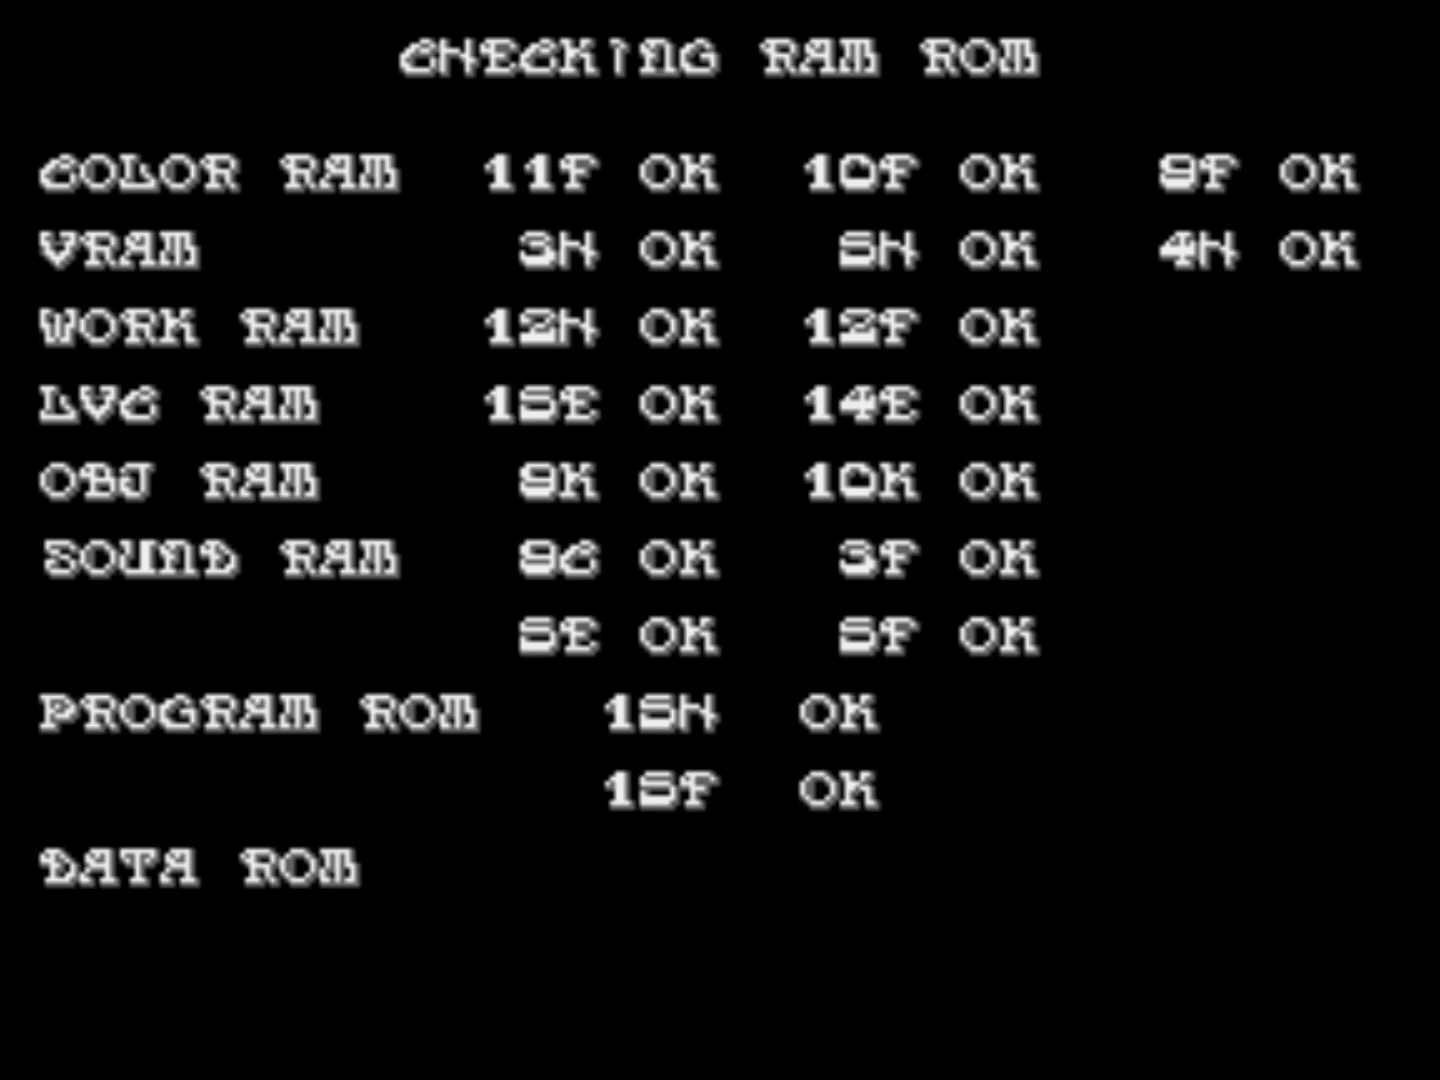 CHECKING RAM ROM
COLOR RAM 11F OK 10F OK 9F OK
VRAM 3H OK 5H OK 4H OK
WORK RAM 12H OK 12F OK
LVC RAM 15E OK 14E OK
OBJ RAM 9K OK 10K OK
SOUND RAM 9C OK 3F OK
5E OK 5F OK
PROGRAM ROM 15H OK
15F OK
DATA ROM